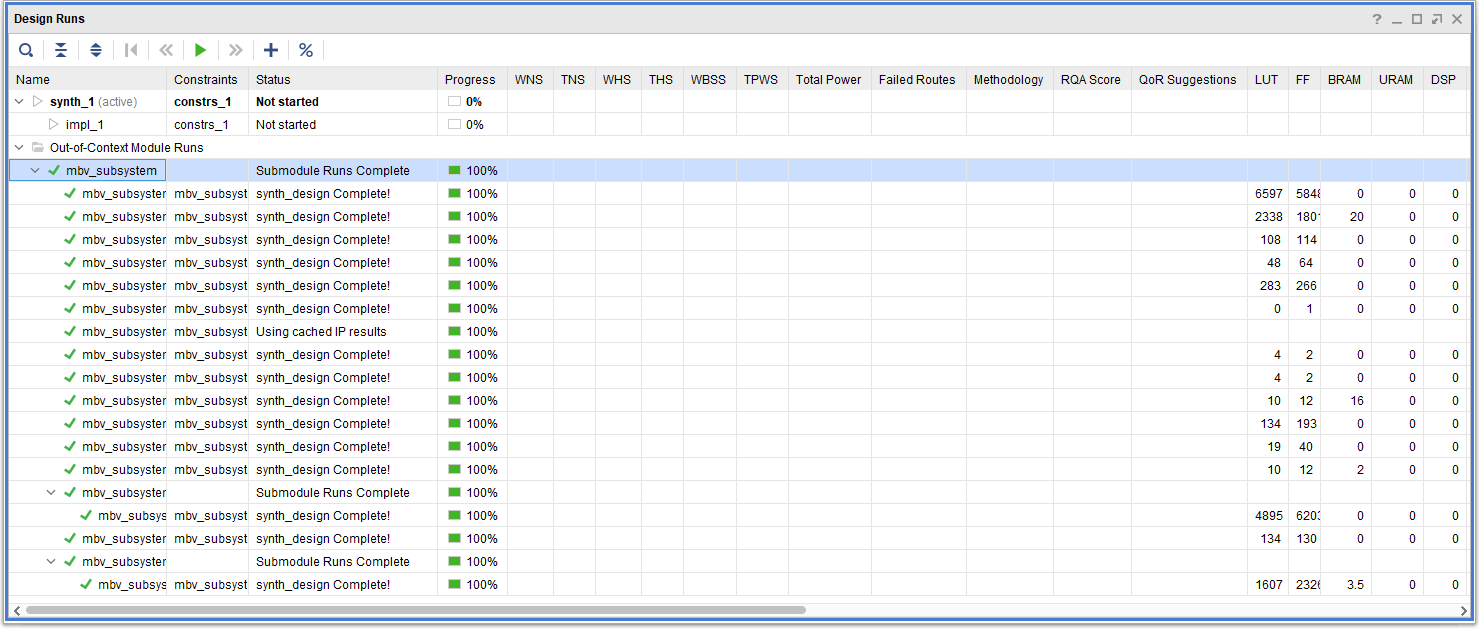 Design Runs
Name Constraints Status Progress WNS TNS WHS THS WBSS TPWS Total Power Failed Routes Methodology RQA Score QoR Suggestions LUT FF BRAM URAM DSP
synth_1 (active) constrs_1 Not started 0%
impl_1 constrs_1 Not started 0%
Out-of-Context Module Runs
mbv_subsystem Submodule Runs Complete 100%
mbv_subsyster mbv_subsyst synth_design Complete! 100% 6597 5848 0 0 0
mbv_subsyster mbv_subsyst synth_design Complete! 100% 2338 1801 20 0 0
mbv_subsyster mbv_subsyst synth_design Complete! 100% 108 114 0 0 0
mbv_subsyster mbv_subsyst synth_design Complete! 100% 48 64 0 0 0
mbv_subsyster mbv_subsyst synth_design Complete! 100% 283 266 0 0 0
mbv_subsyster mbv_subsyst synth_design Complete! 100% 0 1 0 0 0
mbv_subsyster mbv_subsyst Using cached IP results 100%
mbv_subsyster mbv_subsyst synth_design Complete! 100% 4 2 0 0 0
mbv_subsyster mbv_subsyst synth_design Complete! 100% 4 2 0 0 0
mbv_subsyster mbv_subsyst synth_design Complete! 100% 10 12 16 0 0
mbv_subsyster mbv_subsyst synth_design Complete! 100% 134 193 0 0 0
mbv_subsyster mbv_subsyst synth_design Complete! 100% 19 40 0 0 0
mbv_subsyster mbv_subsyst synth_design Complete! 100% 10 12 2 0 0
mbv_subsyster Submodule Runs Complete 100%
mbv_subsys mbv_subsyst synth_design Complete! 100% 4895 6203 0 0 0
mbv_subsyster mbv_subsyst synth_design Complete! 100% 134 130 0 0 0
mbv_subsyster Submodule Runs Complete 100%
mbv_subsys mbv_subsyst synth_design Complete! 100% 1607 2326 3.5 0 0